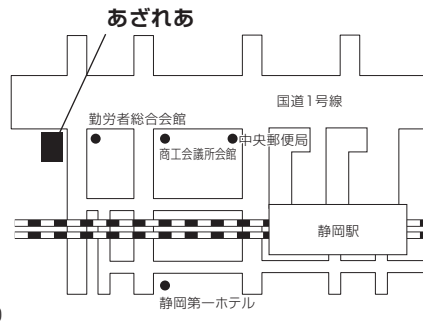 あざれあ
国道1号線
勤労者総合会館
中央郵便局
商工会議所会館
静岡駅
静岡第一ホテル
)